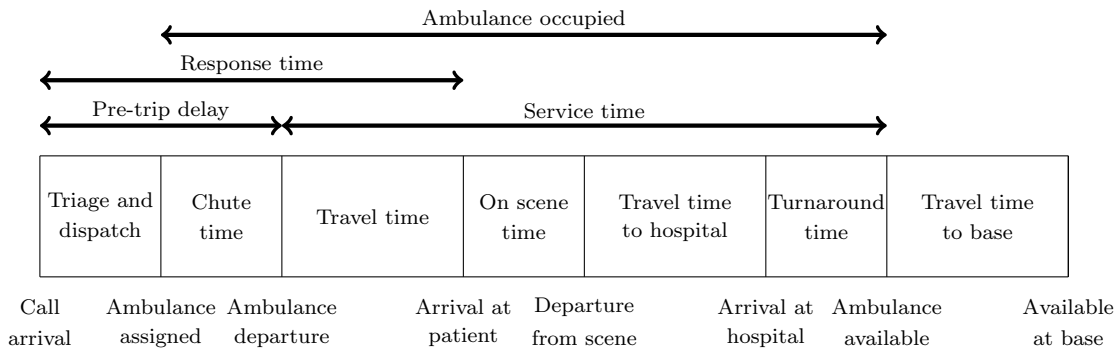 Ambulance occupied
Response time
Pre-trip delay
Service time
Triage and
dispatch
Chute
time
Travel time
On scene
time
Travel time
to hospital
Turnaround
time
Travel time
to base
Call
arrival
Ambulance
assigned
Ambulance
departure
Arrival at
patient
Departure
from scene
Arrival at
hospital
Ambulance
available
Available
at base